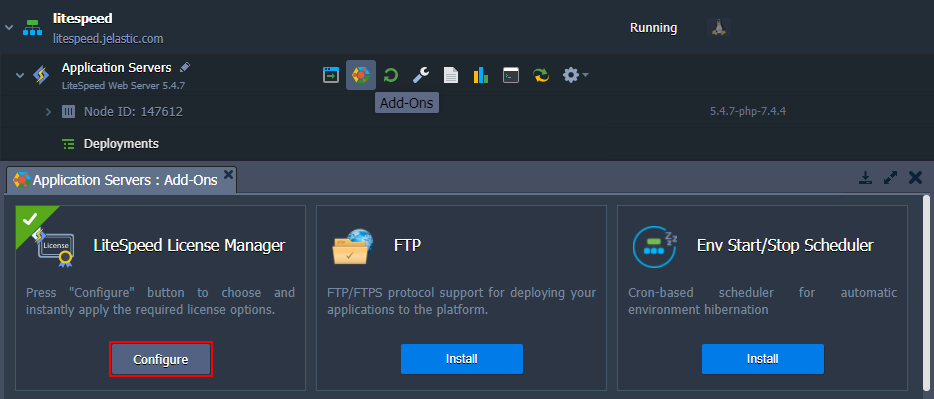 litespeed
litespeed.jelastic.com
Running
Application Servers
LiteSpeed Web Server 5.4.7
Add-Ons
Node ID: 147612
5.4.7-php-7.4.4
Deployments
Application Servers : Add-Ons
License
LiteSpeed License Manager
Press "Configure" button to choose and
instantly apply the required license options.
Configure
FTP
FTP/FTPS protocol support for deploying your
applications to the platform.
Install
Env Start/Stop Scheduler
Cron-based scheduler for automatic
environment hibernation
Install